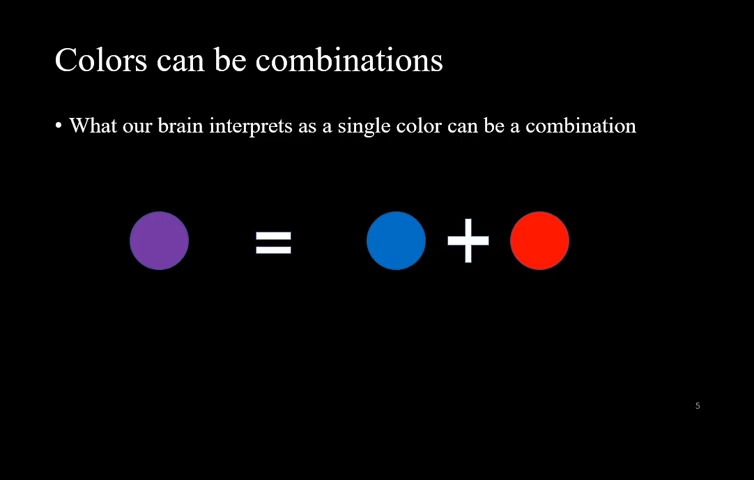 Colors can be combinations
• What our brain interprets as a single color can be a combination
= +
5